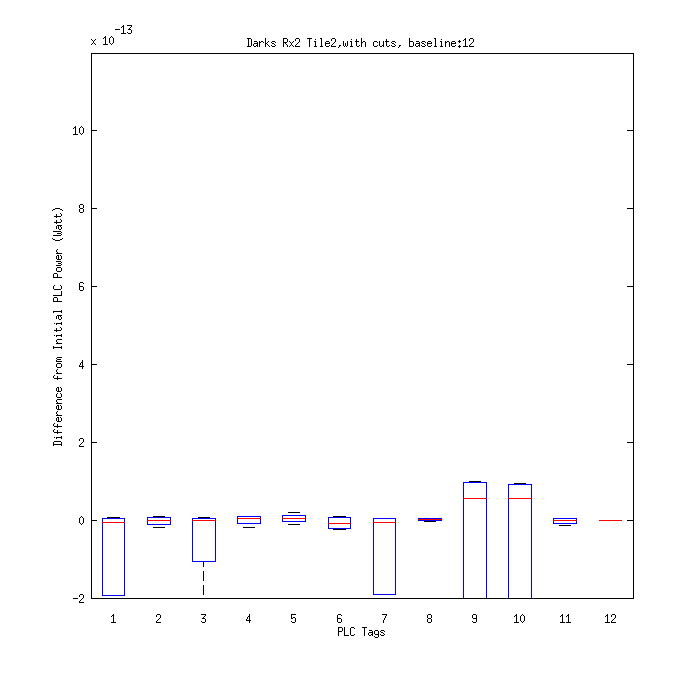 x 10^-13
Darks Rx2 Tile2,with cuts, baseline:12
Difference from Initial PLC Power (Watt)
10
8
6
4
2
0
-2
1 2 3 4 5 6 7 8 9 10 11 12
PLC Tags